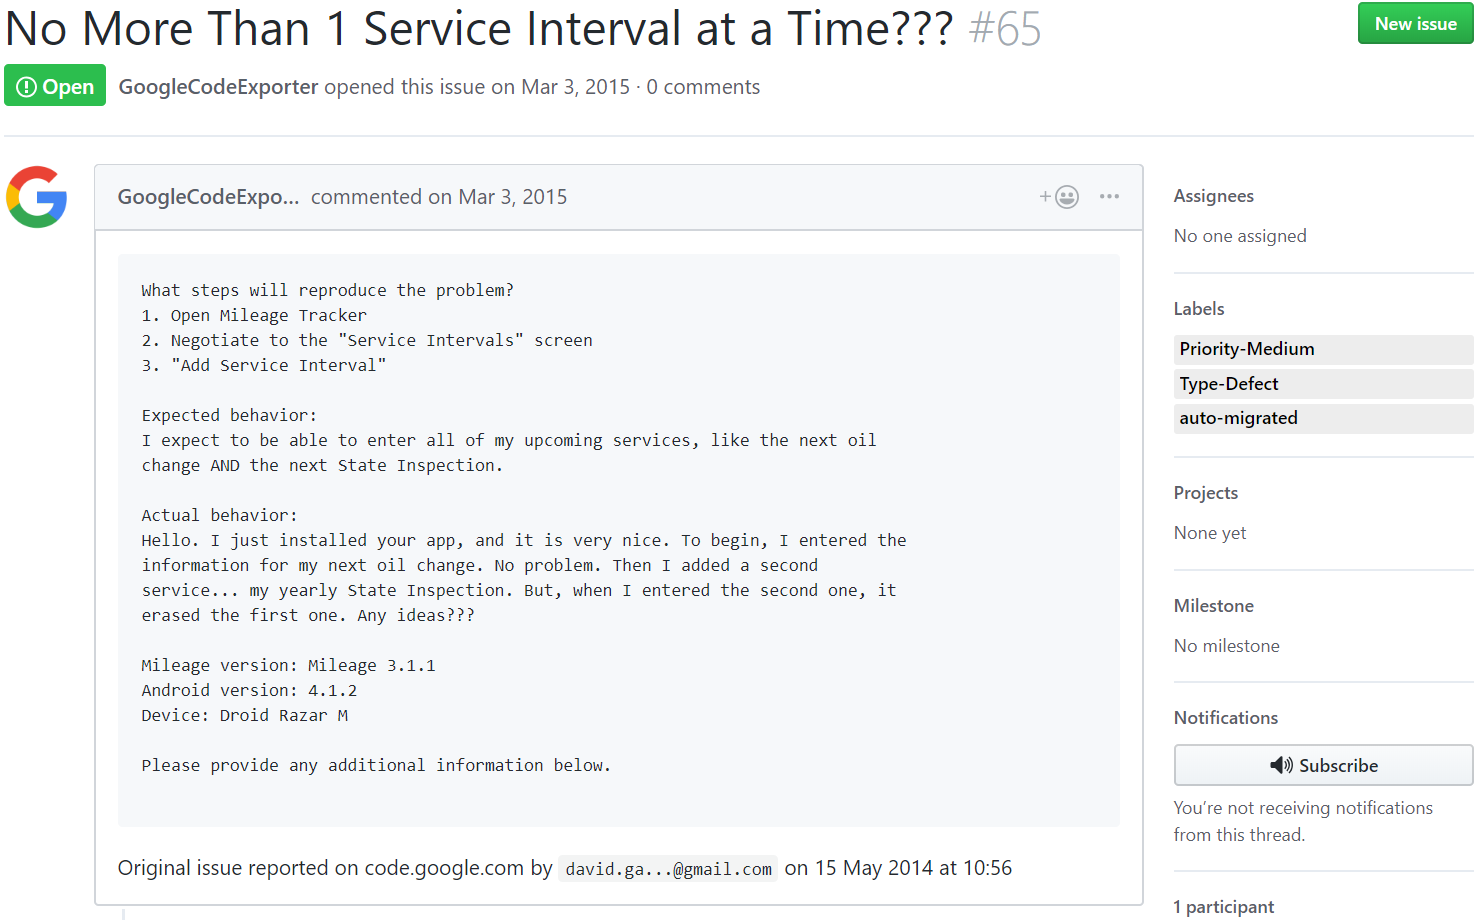 No More Than 1 Service Interval at a Time??? #65
New issue
Open
GoogleCodeExporter opened this issue on Mar 3, 2015 · 0 comments
GoogleCodeExpo... commented on Mar 3, 2015
What steps will reproduce the problem?
1. Open Mileage Tracker
2. Negotiate to the "Service Intervals" screen
3. "Add Service Interval"
Expected behavior:
I expect to be able to enter all of my upcoming services, like the next oil
change AND the next State Inspection.
Actual behavior:
Hello. I just installed your app, and it is very nice. To begin, I entered the
information for my next oil change. No problem. Then I added a second
service... my yearly State Inspection. But, when I entered the second one, it
erased the first one. Any ideas???
Mileage version: Mileage 3.1.1
Android version: 4.1.2
Device: Droid Razar M
Please provide any additional information below.
Original issue reported on code.google.com by david.ga...@gmail.com on 15 May 2014 at 10:56
Assignees
No one assigned
Labels
Priority-Medium
Type-Defect
auto-migrated
Projects
None yet
Milestone
No milestone
Notifications
Subscribe
You're not receiving notifications
from this thread.
1 participant